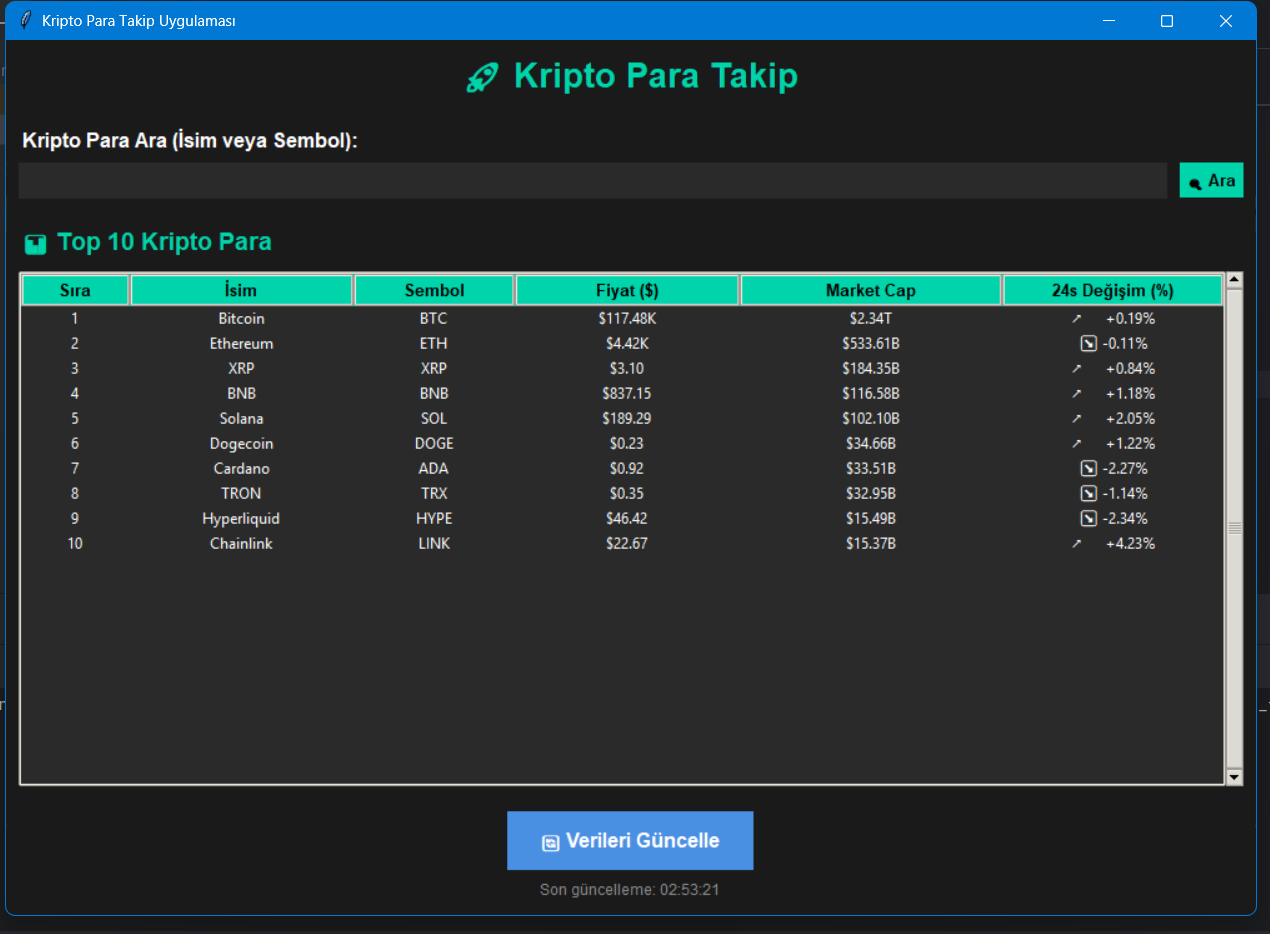 Kripto Para Takip Uygulaması
Kripto Para Takip
Kripto Para Ara (İsim veya Sembol):
Ara
Top 10 Kripto Para
Sıra İsim Sembol Fiyat ($) Market Cap 24s Değişim (%)
1 Bitcoin BTC $117.48K $2.34T ↗ +0.19%
2 Ethereum ETH $4.42K $533.61B ↘ -0.11%
3 XRP XRP $3.10 $184.35B ↗ +0.84%
4 BNB BNB $837.15 $116.58B ↗ +1.18%
5 Solana SOL $189.29 $102.10B ↗ +2.05%
6 Dogecoin DOGE $0.23 $34.66B ↗ +1.22%
7 Cardano ADA $0.92 $33.51B ↘ -2.27%
8 TRON TRX $0.35 $32.95B ↘ -1.14%
9 Hyperliquid HYPE $46.42 $15.49B ↘ -2.34%
10 Chainlink LINK $22.67 $15.37B ↗ +4.23%
Verileri Güncelle
Son güncelleme: 02:53:21